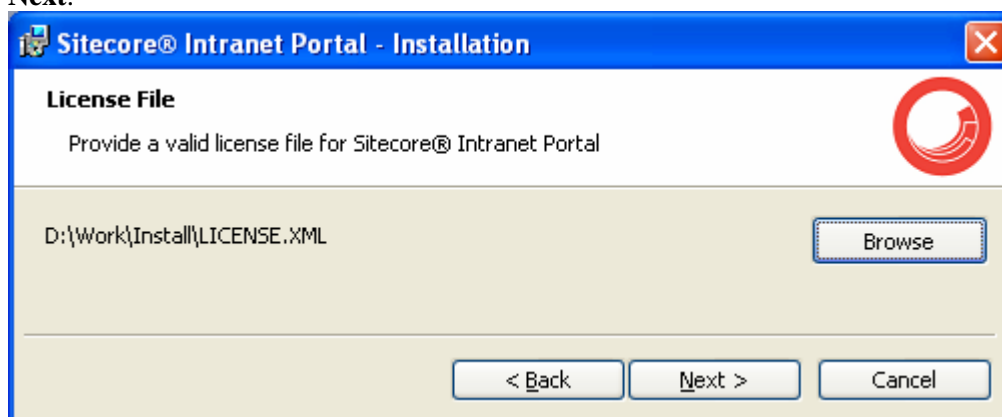 Next.
Sitecore® Intranet Portal - Installation
License File
Provide a valid license file for Sitecore® Intranet Portal
D:\Work\Install\LICENSE.XML
Browse
< Back
Next >
Cancel